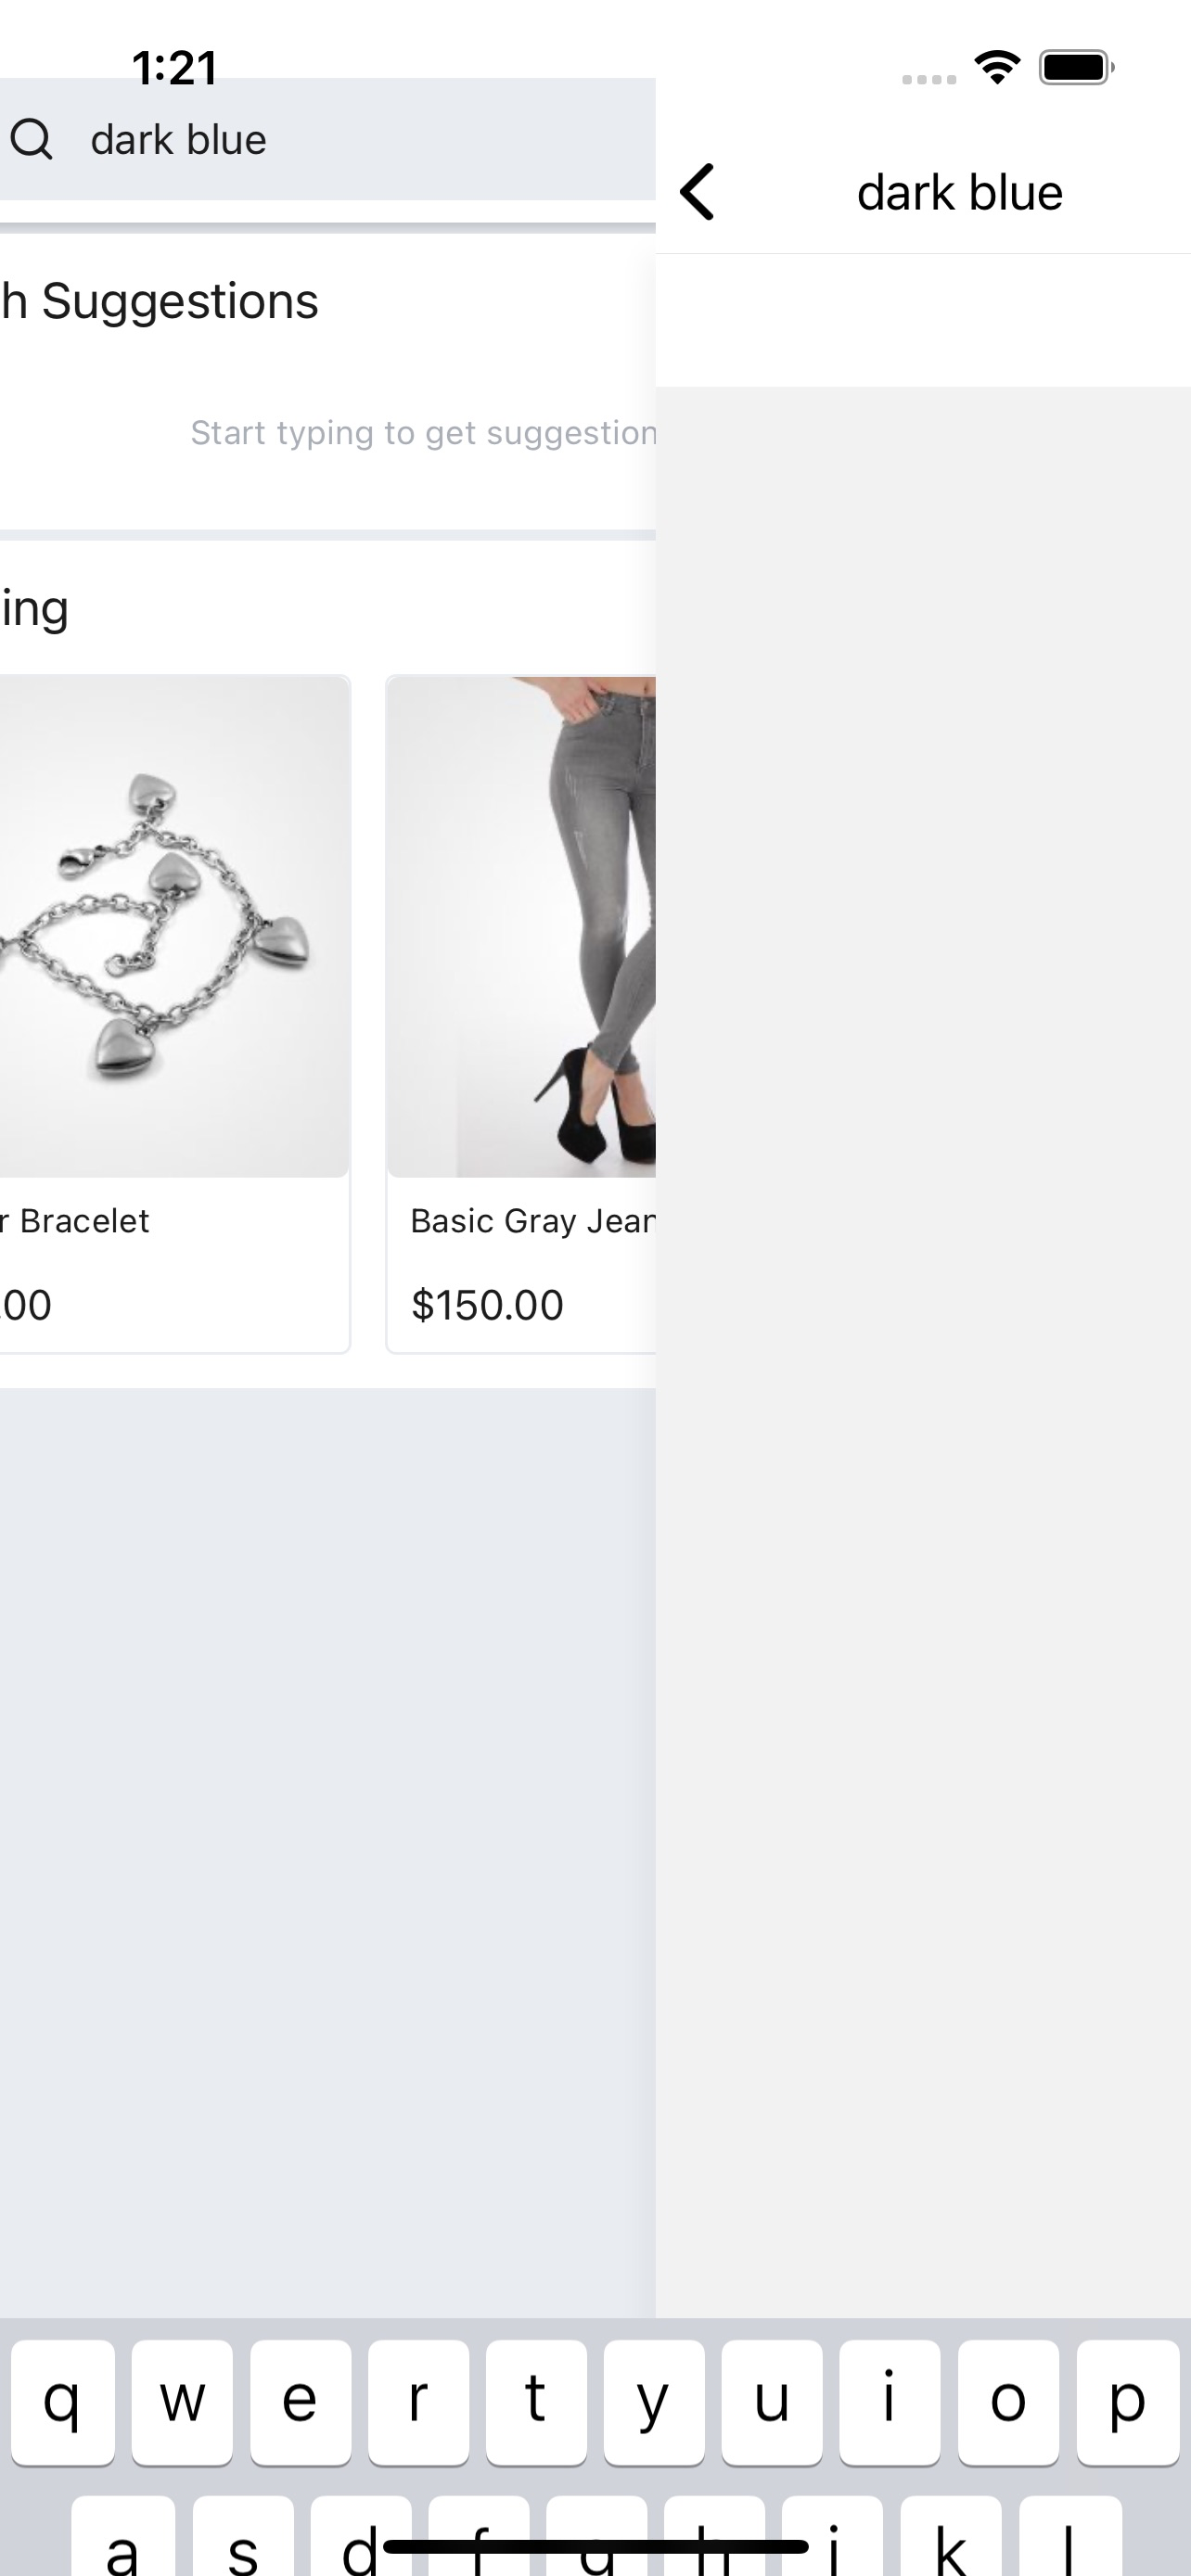 1:21
dark blue
dark blue
h Suggestions
Start typing to get suggestion
ing
r Bracelet
Basic Gray Jean
.00
$150.00
q w e r t y u i o p
a s d f g h j k l